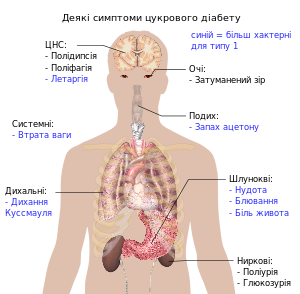 Деякі симптоми цукрового діабету
синій = більш хактерні
для типу 1
ЦНС:
- Полідипсія
- Поліфагія
- Летаргія
Очі:
- Затуманений зір
Системні:
- Втрата ваги
Подих:
- Запах ацетону
Дихальні:
- Дихання
Куссмауля
Шлункові:
- Нудота
- Блювання
- Біль живота
Ниркові:
- Поліурія
- Глюкозурія